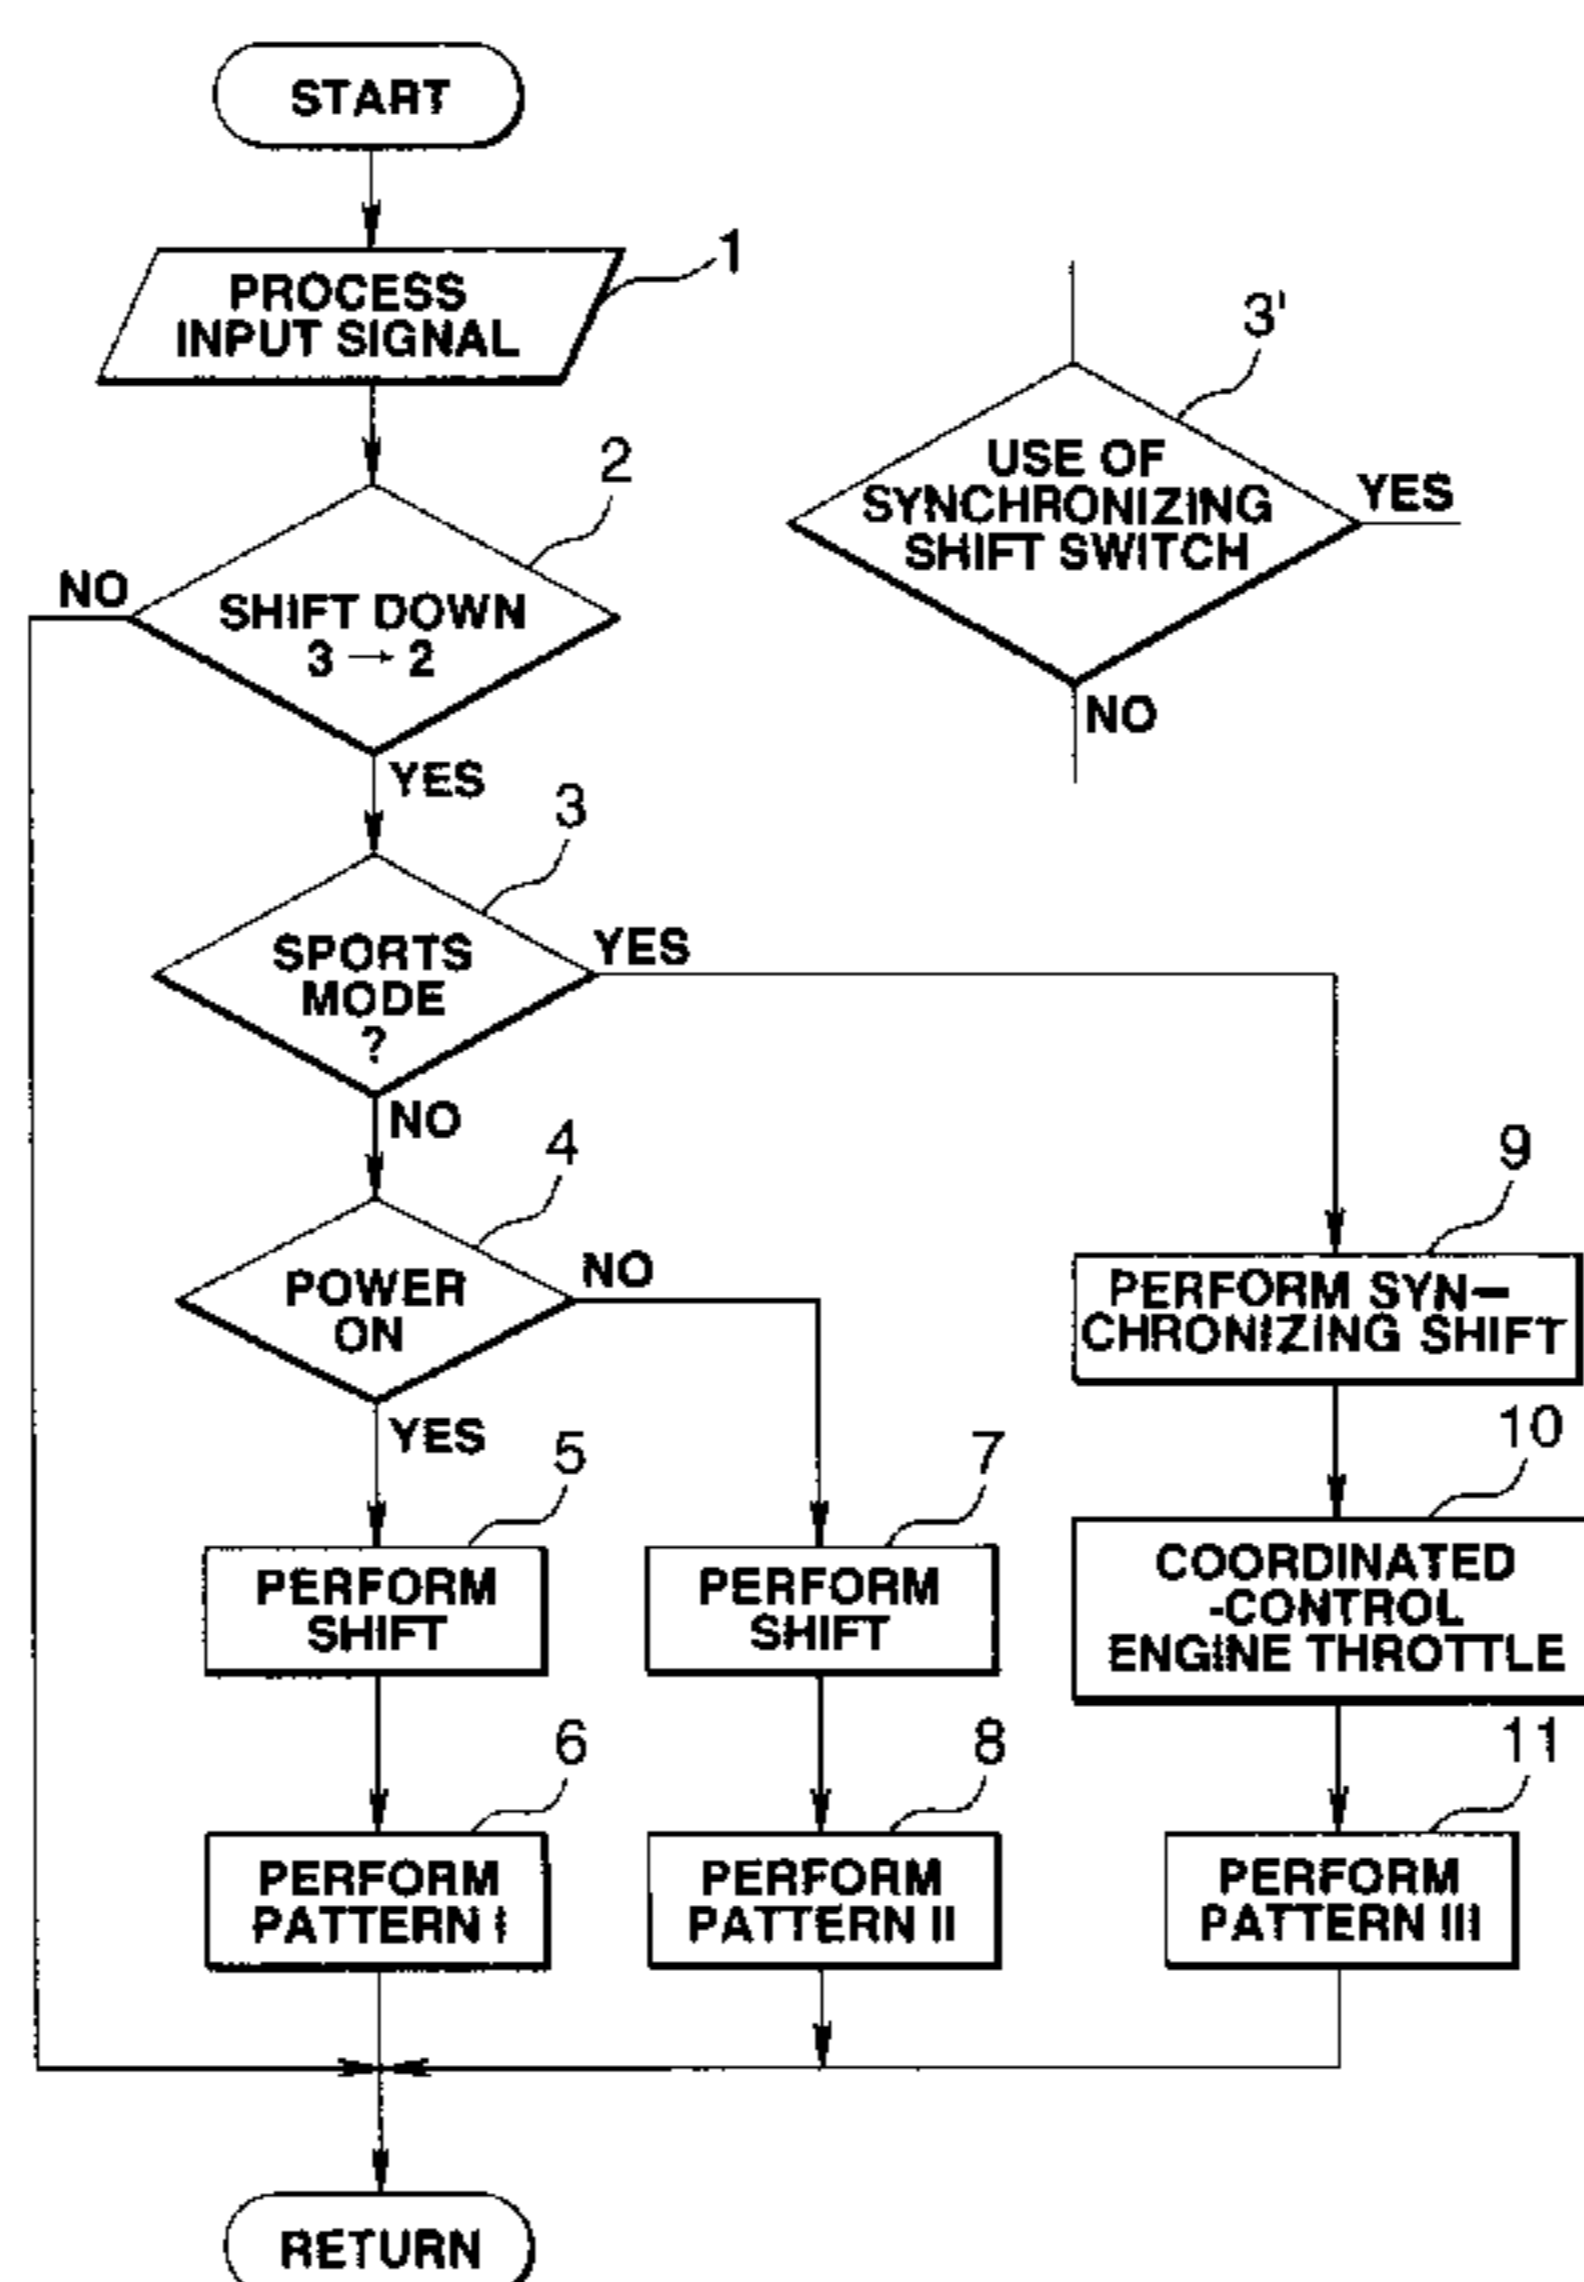 START
1
PROCESS
INPUT SIGNAL
3'
USE OF
SYNCHRONIZING
SHIFT SWITCH
YES
NO
2
NO
SHIFT DOWN
3 → 2
YES
3
SPORTS
MODE
?
YES
NO
4
POWER
ON
NO
YES
9
PERFORM SYN-
CHRONIZING SHIFT
5
PERFORM
SHIFT
7
PERFORM
SHIFT
10
COORDINATED
-CONTROL
ENGINE THROTTLE
6
PERFORM
PATTERN I
8
PERFORM
PATTERN II
11
PERFORM
PATTERN III
RETURN